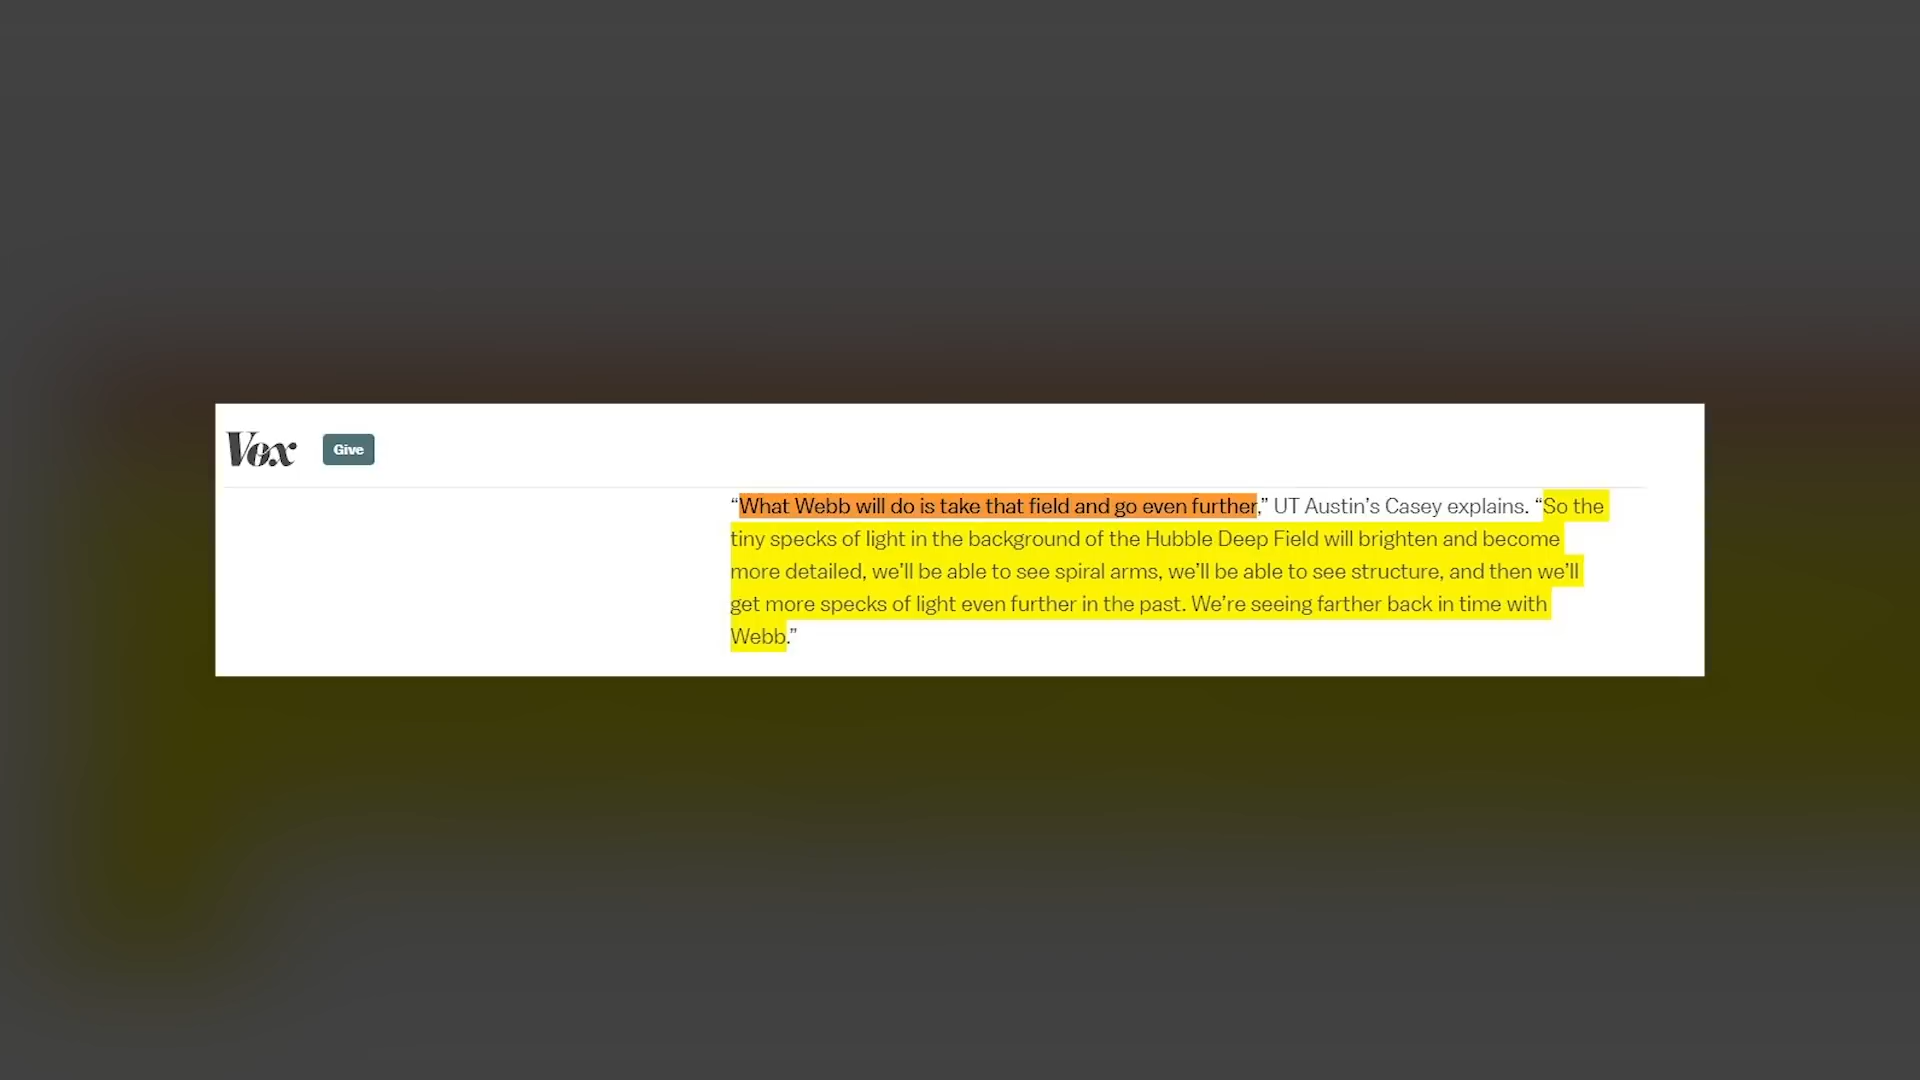 Vox
Give
“What Webb will do is take that field and go even further,” UT Austin’s Casey explains. “So the
tiny specks of light in the background of the Hubble Deep Field will brighten and become
more detailed, we’ll be able to see spiral arms, we’ll be able to see structure, and then we’ll
get more specks of light even further in the past. We’re seeing farther back in time with
Webb.”